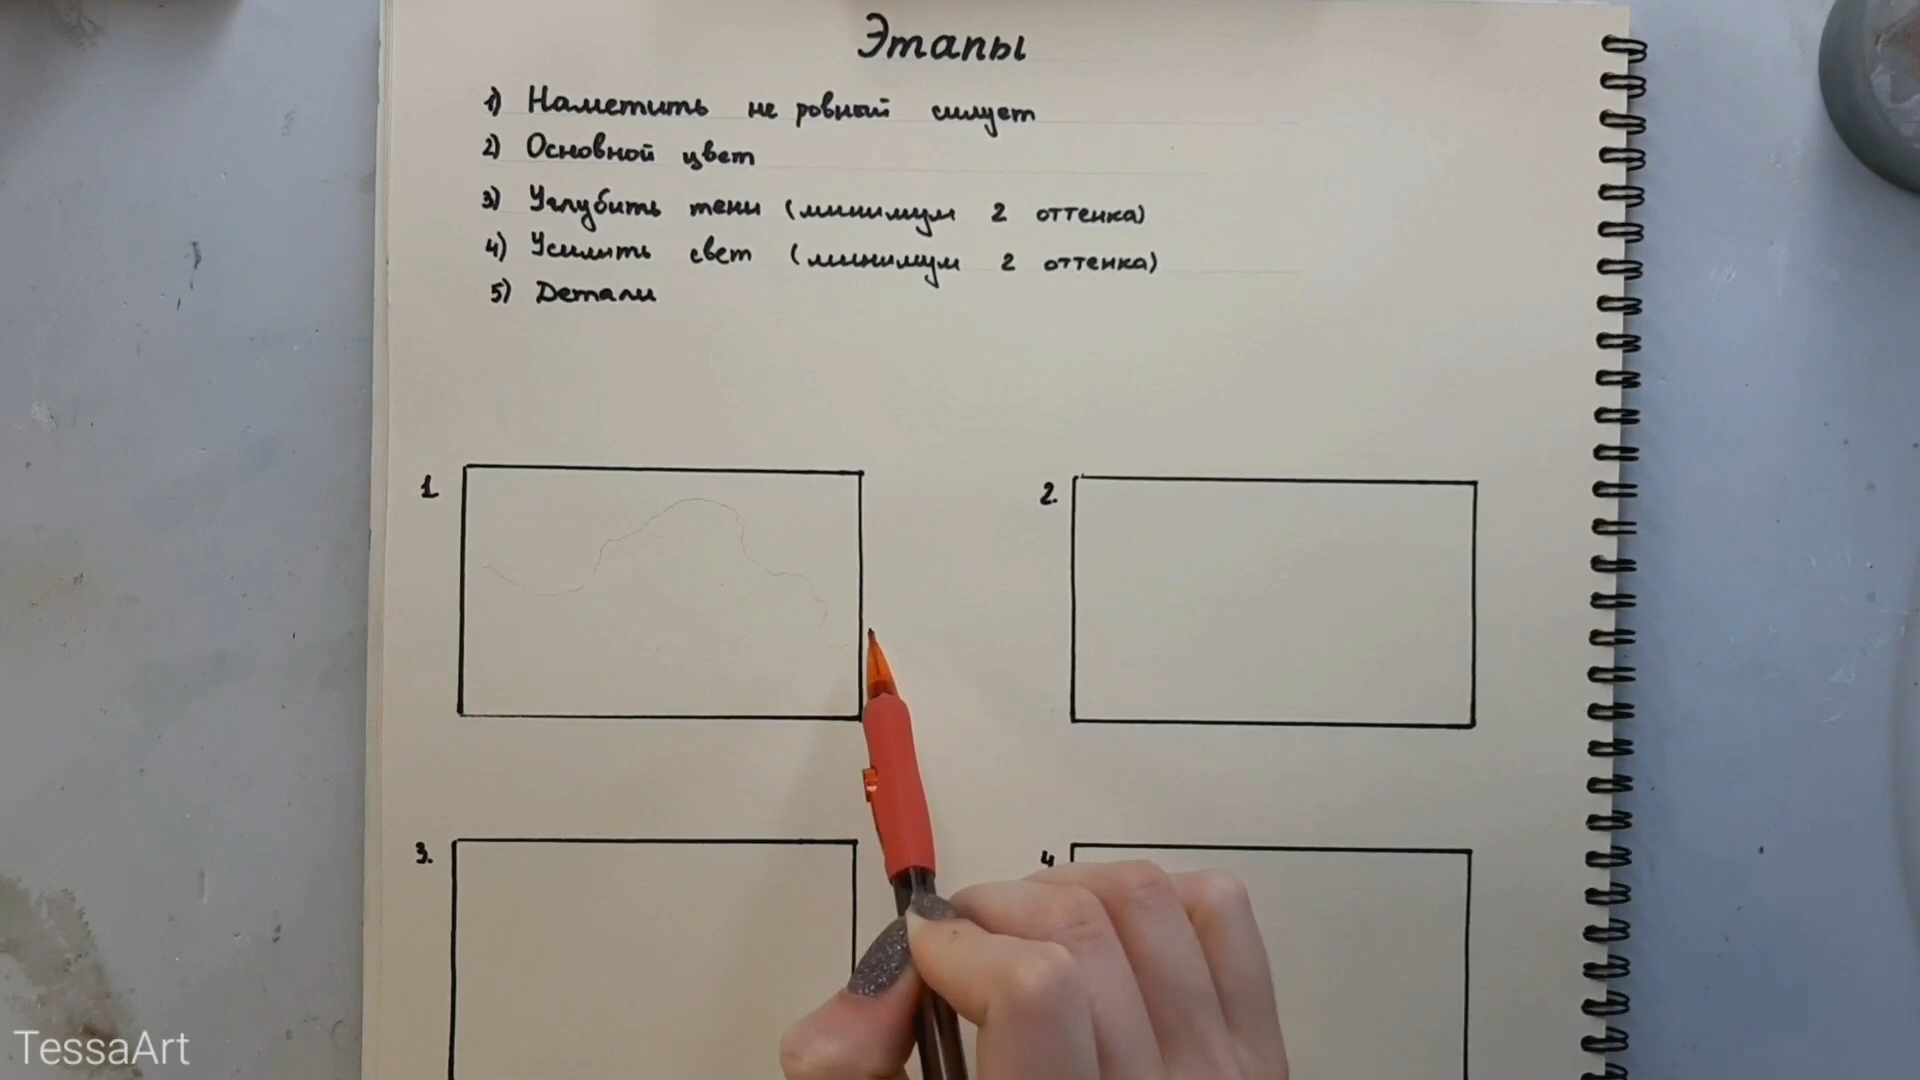 Этапы
1) Наметить не ровный силует
2) Основной цвет
3) Углубить тени (минимум 2 оттенка)
4) Усилить свет (минимум 2 оттенка)
5) Детали
1. 2.
3. 4.
TessaArt